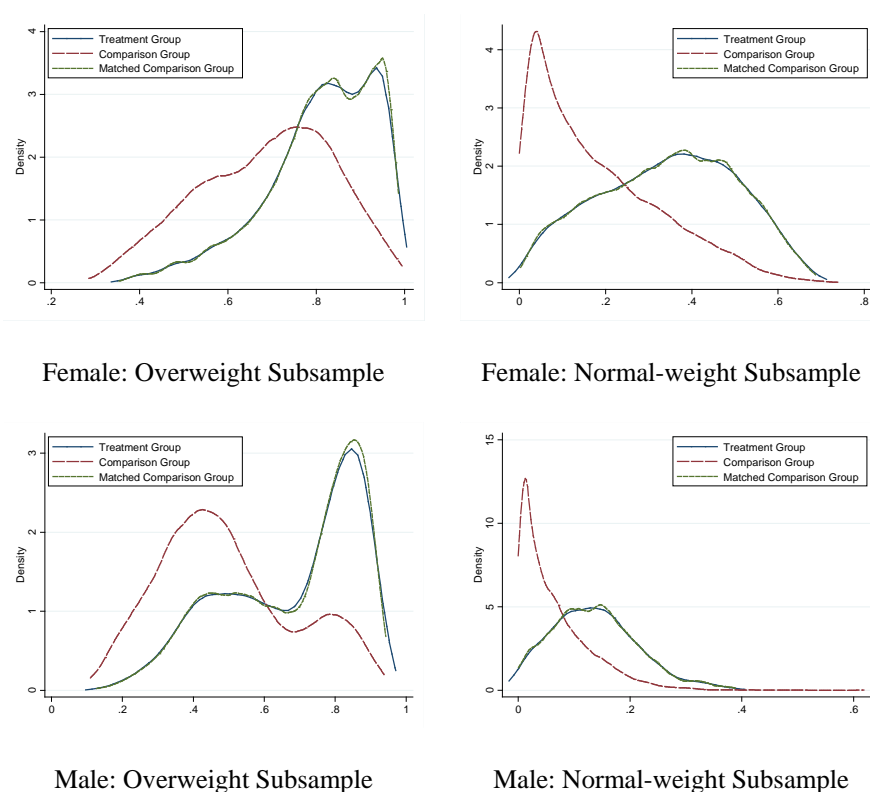 Treatment Group
Comparison Group
Matched Comparison Group
Density
0
1
2
3
4
.2
.4
.6
.8
1
Treatment Group
Comparison Group
Matched Comparison Group
Density
0
1
2
3
4
0
.2
.4
.6
.8
Female: Overweight Subsample
Female: Normal-weight Subsample
Treatment Group
Comparison Group
Matched Comparison Group
Density
0
1
2
3
0
.2
.4
.6
.8
1
Treatment Group
Comparison Group
Matched Comparison Group
Density
0
5
10
15
0
.2
.4
.6
Male: Overweight Subsample
Male: Normal-weight Subsample